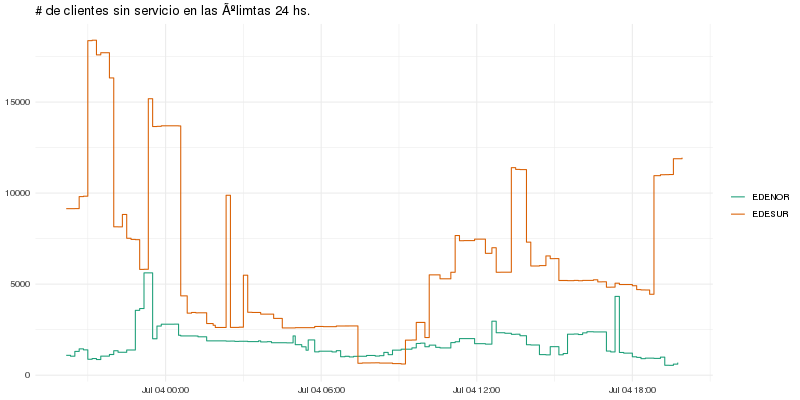 # de clientes sin servicio en las Ãºlimtas 24 hs.
15000
10000
5000
0
Jul 04 00:00
Jul 04 06:00
Jul 04 12:00
Jul 04 18:00
EDENOR
EDESUR